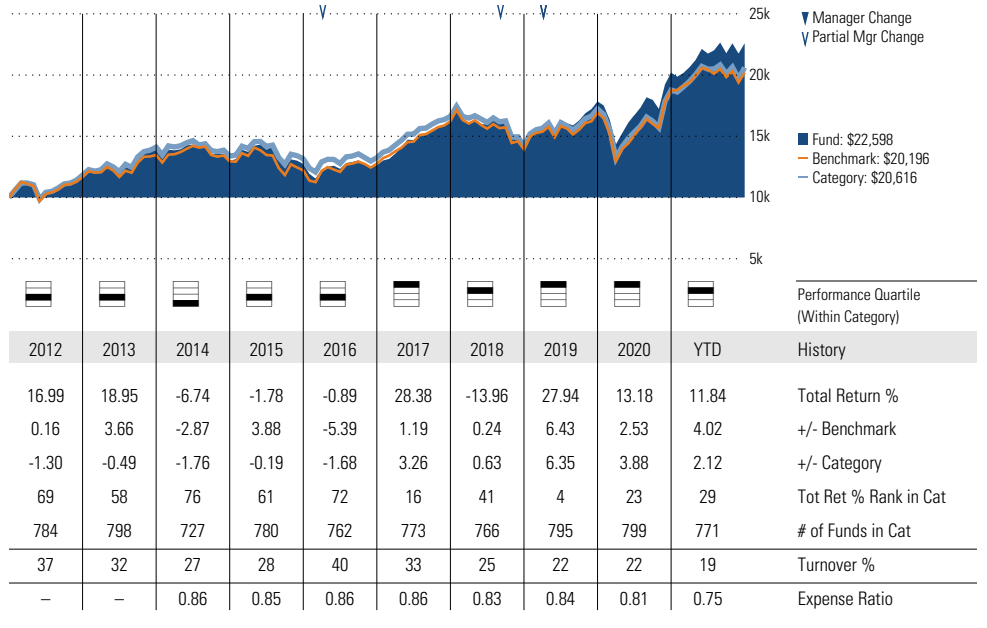 25k
20k
15k
10k
5k
Manager Change
Partial Mgr Change
Fund: $22,598
Benchmark: $20,196
Category: $20,616
Performance Quartile
(Within Category)
2012 2013 2014 2015 2016 2017 2018 2019 2020 YTD History
16.99 18.95 -6.74 -1.78 -0.89 28.38 -13.96 27.94 13.18 11.84 Total Return %
0.16 3.66 -2.87 3.88 -5.39 1.19 0.24 6.43 2.53 4.02 +/- Benchmark
-1.30 -0.49 -1.76 -0.19 -1.68 3.26 0.63 6.35 3.88 2.12 +/- Category
69 58 76 61 72 16 41 4 23 29 Tot Ret % Rank in Cat
784 798 727 780 762 773 766 795 799 771 # of Funds in Cat
37 32 27 28 40 33 25 22 22 19 Turnover %
– – 0.86 0.85 0.86 0.86 0.83 0.84 0.81 0.75 Expense Ratio